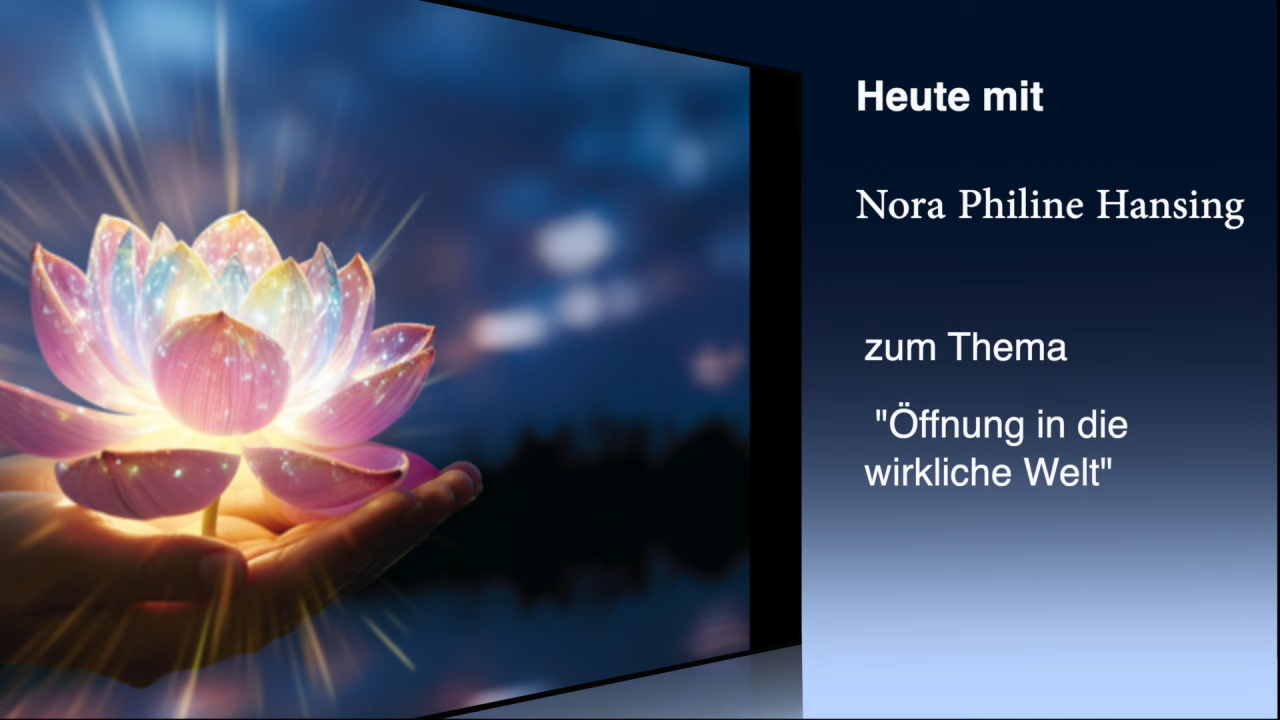 Heute mit
Nora Philine Hansing
zum Thema
"Öffnung in die
wirkliche Welt"